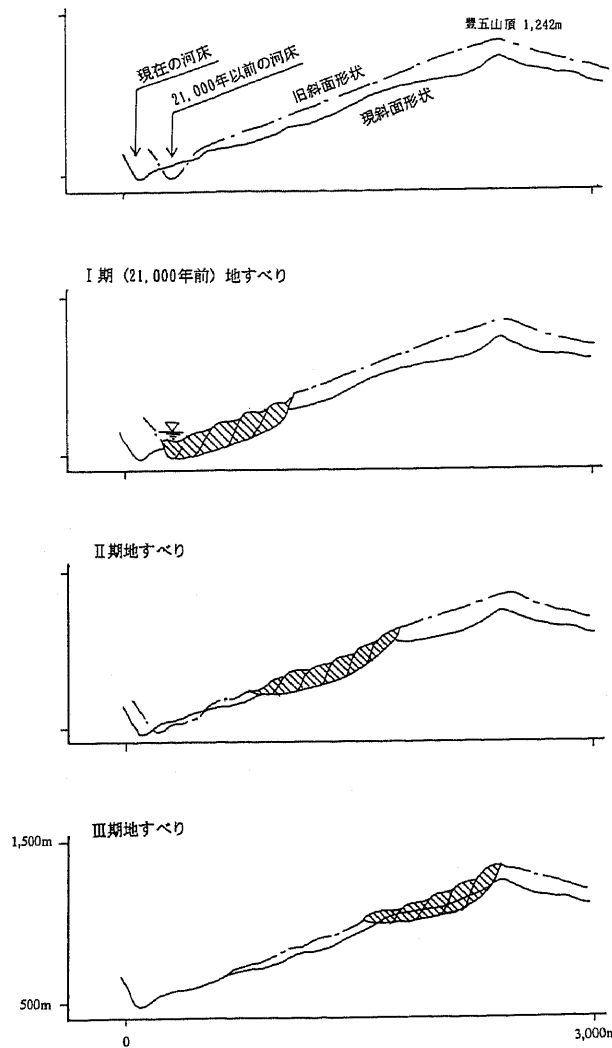 豊五山頂 1,242m
現在の河床
21,000年以前の河床
旧斜面形状
現斜面形状
Ⅰ期 (21,000年前) 地すべり
Ⅱ期地すべり
Ⅲ期地すべり
1,500m
500m
0
3,000m